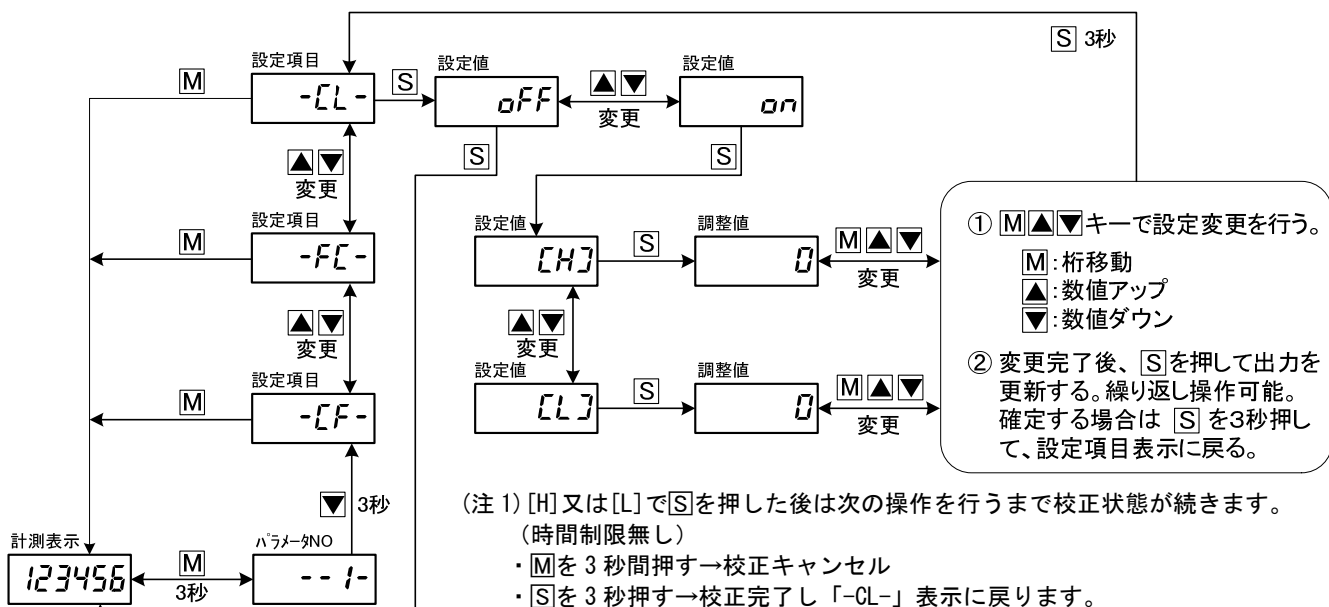 S 3秒
設定項目
設定値
設定値
M
-CL-
S
oFF
▲▼
変更
on
▲▼
変更
S
S
設定項目
M
-FC-
設定値
[H]
S
調整値
0
M▲▼
変更
① M▲▼キーで設定変更を行う。
M:桁移動
▲:数値アップ
▼:数値ダウン
② 変更完了後、Sを押して出力を
更新する。繰り返し操作可能。
確定する場合は S を3秒押し
て、設定項目表示に戻る。
▲▼
変更
▲▼
変更
設定項目
M
-CF-
設定値
[L]
S
調整値
0
M▲▼
変更
▼ 3秒
(注1)[H]又は[L]でSを押した後は次の操作を行うまで校正状態が続きます。
(時間制限無し)
・Mを3秒間押す→校正キャンセル
・Sを3秒押す→校正完了し「-CL-」表示に戻ります。
計測表示
123456
M
3秒
パラメータNO
--1-